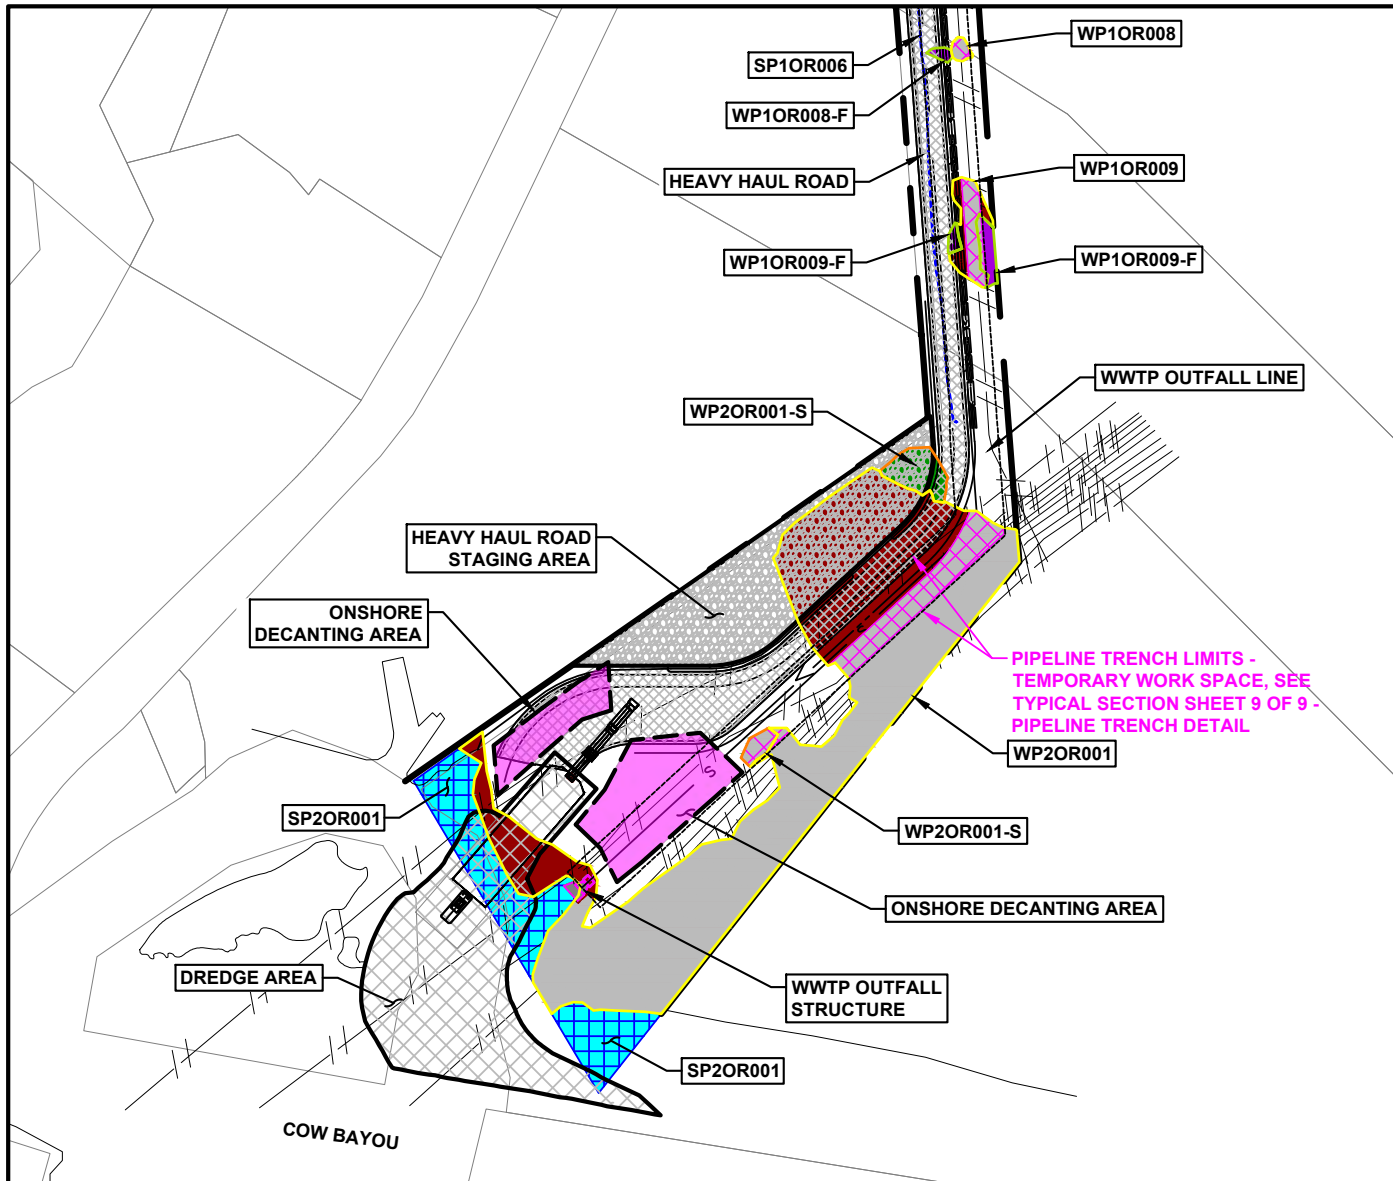 WP1OR008
SP1OR006
WP1OR008-F
WP1OR009
HEAVY HAUL ROAD
WP1OR009-F
WP1OR009-F
WWTP OUTFALL LINE
WP2OR001-S
HEAVY HAUL ROAD
STAGING AREA
ONSHORE
DECANTING AREA
PIPELINE TRENCH LIMITS -
TEMPORARY WORK SPACE, SEE
TYPICAL SECTION SHEET 9 OF 9 -
PIPELINE TRENCH DETAIL
WP2OR001
S
SP2OR001
WP2OR001-S
ONSHORE DECANTING AREA
DREDGE AREA
WWTP OUTFALL
STRUCTURE
SP2OR001
COW BAYOU